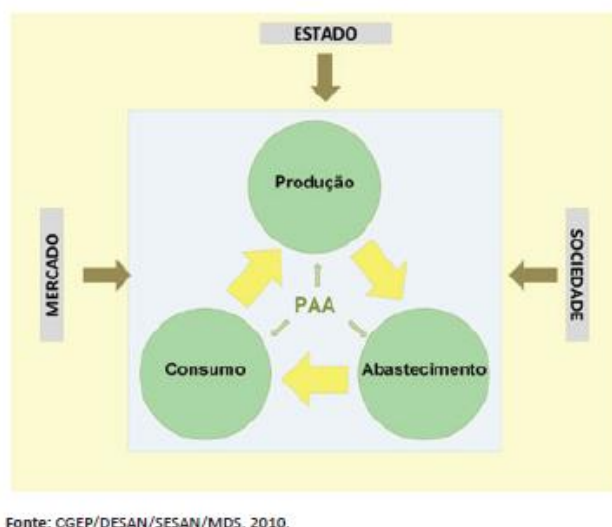 ESTADO
Produção
MERCADO
SOCIEDADE
PAA
Consumo
Abastecimento
Fonte: CGEP/DESAN/SESAN/MDS, 2010.